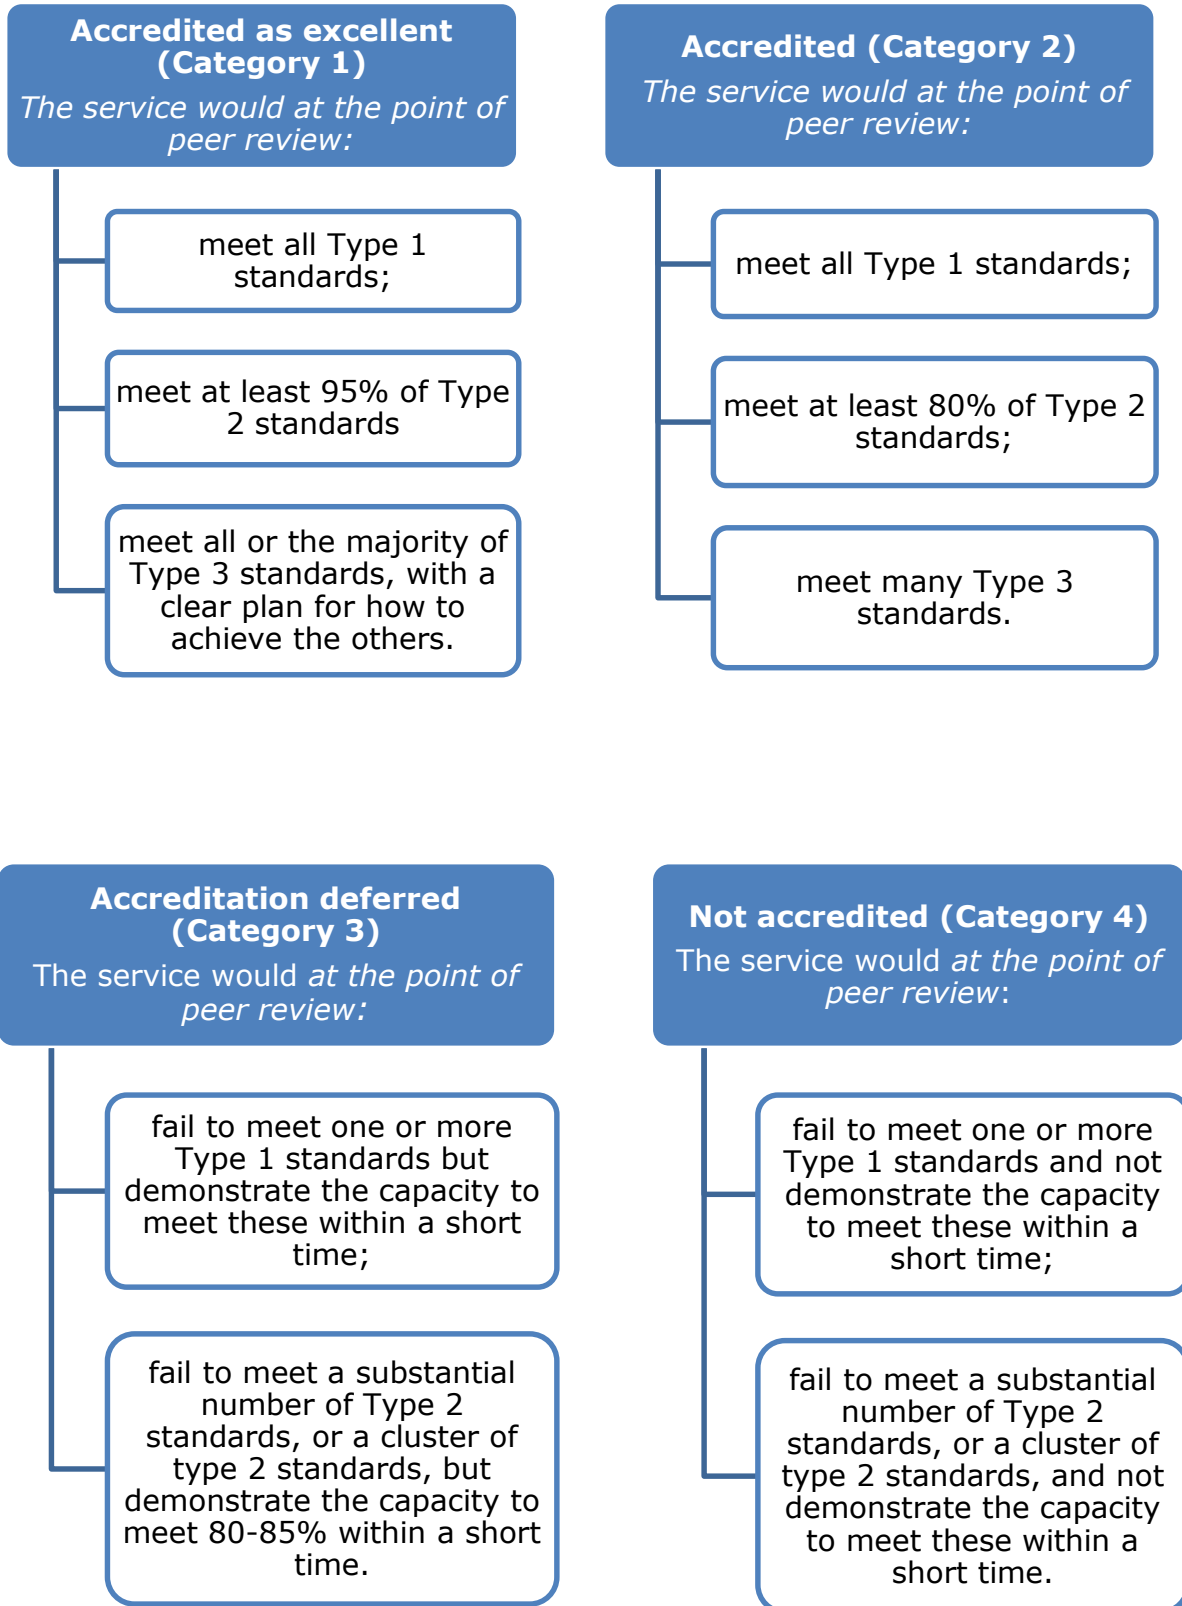 Accredited as excellent
(Category 1)
The service would at the point of
peer review:
meet all Type 1
standards;
meet at least 95% of Type
2 standards
meet all or the majority of
Type 3 standards, with a
clear plan for how to
achieve the others.
Accredited (Category 2)
The service would at the point of
peer review:
meet all Type 1 standards;
meet at least 80% of Type 2
standards;
meet many Type 3
standards.
Accreditation deferred
(Category 3)
The service would at the point of
peer review:
fail to meet one or more
Type 1 standards but
demonstrate the capacity to
meet these within a short
time;
fail to meet a substantial
number of Type 2
standards, or a cluster of
type 2 standards, but
demonstrate the capacity to
meet 80-85% within a short
time.
Not accredited (Category 4)
The service would at the point of
peer review:
fail to meet one or more
Type 1 standards and not
demonstrate the capacity
to meet these within a
short time;
fail to meet a substantial
number of Type 2
standards, or a cluster of
type 2 standards, and not
demonstrate the capacity
to meet these within a
short time.